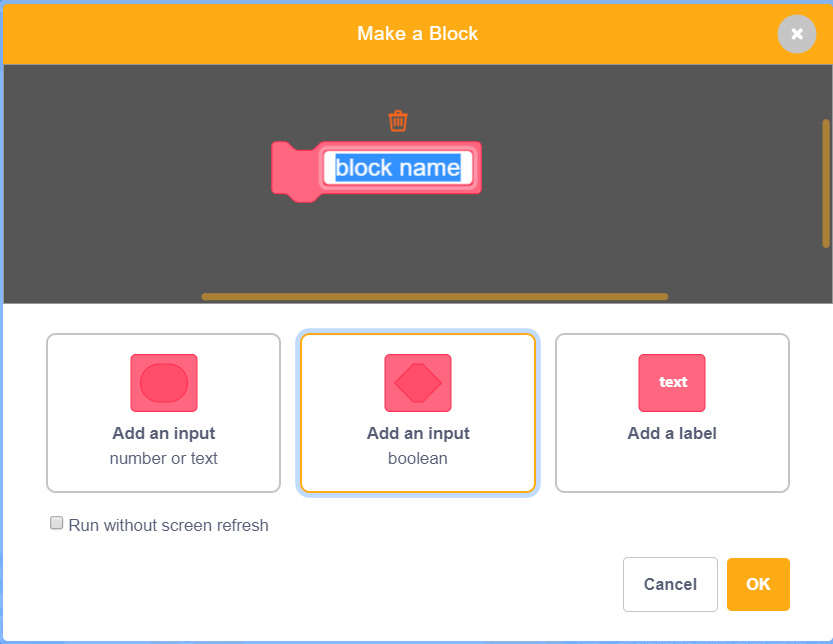 Make a Block
block name
text
Add an input
number or text
Add an input
boolean
Add a label
Run without screen refresh
Cancel
OK